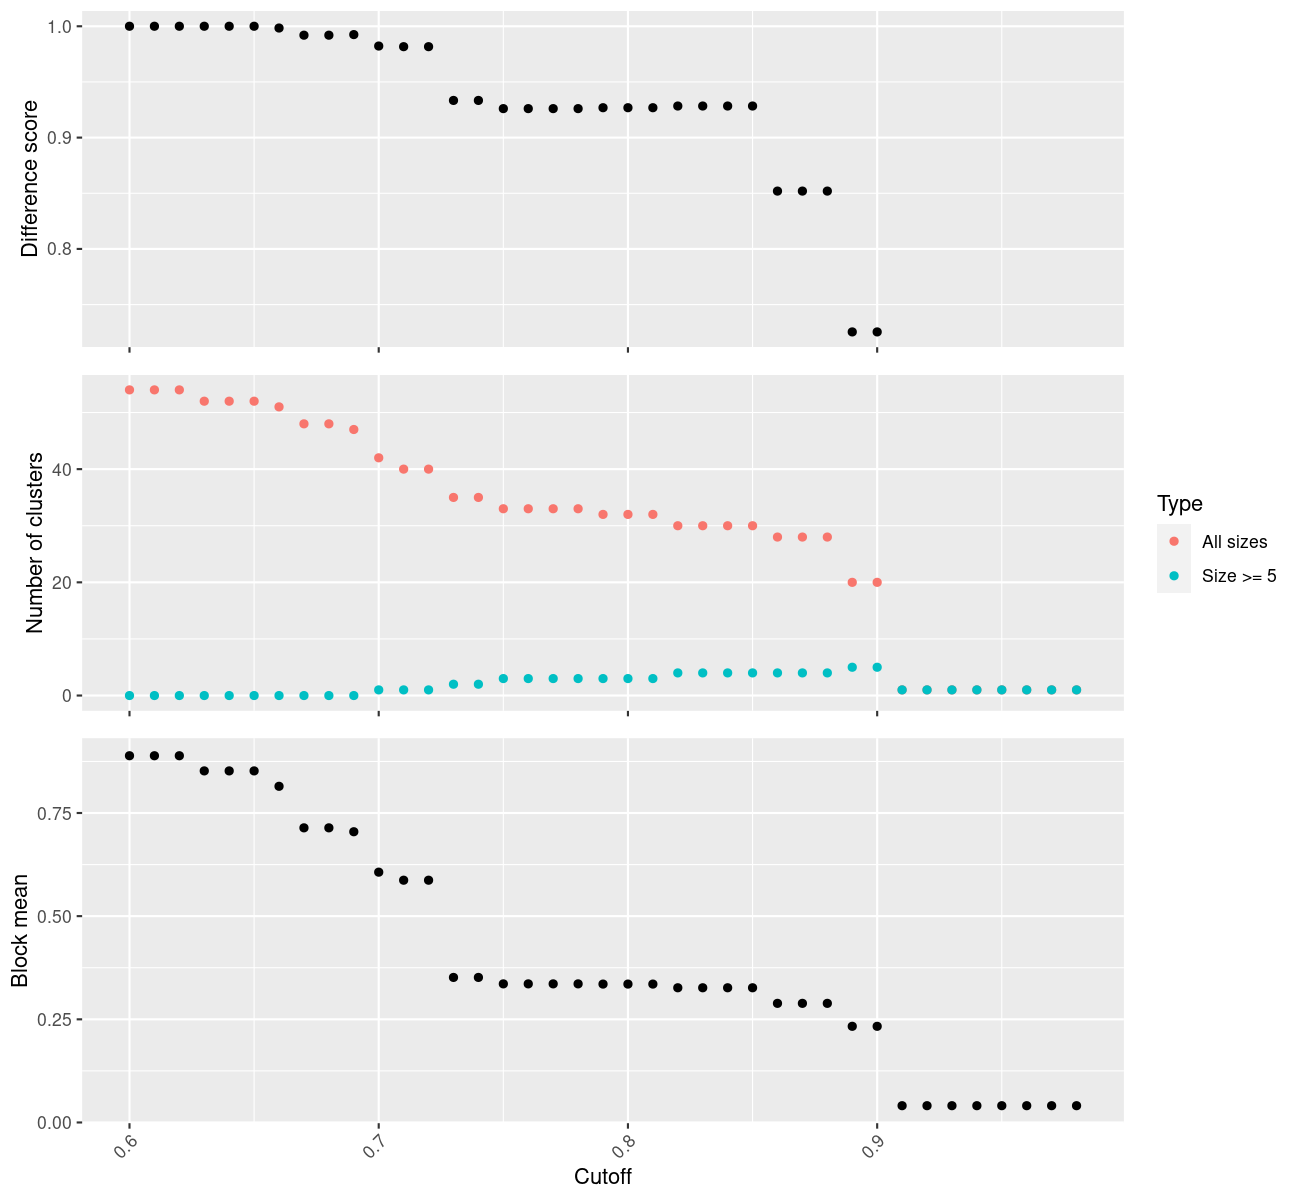 Difference score
1.0
0.9
0.8
Number of clusters
40
20
0
Type
All sizes
Size >= 5
Block mean
0.75
0.50
0.25
0.00
0.6
0.7
0.8
0.9
Cutoff